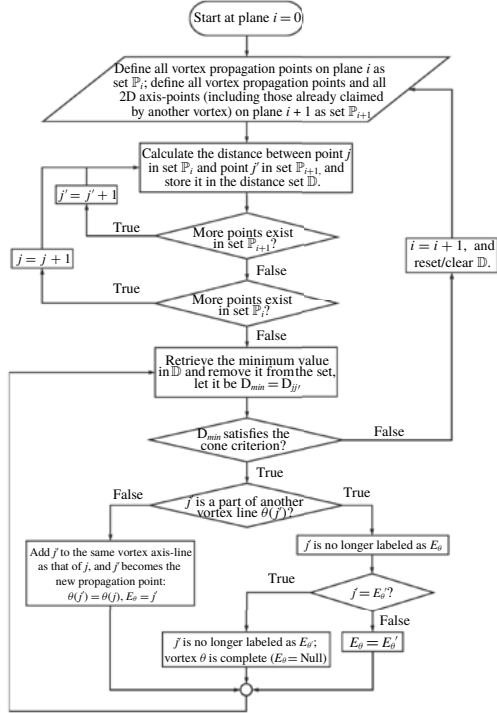 Start at plane i = 0
Define all vortex propagation points on plane i as
set ℙi; define all vortex propagation points and all
2D axis-points (including those already claimed
by another vortex) on plane i + 1 as set ℙi+1
Calculate the distance between point j
in set ℙi and point j′ in set ℙi+1, and
store it in the distance set 𝔻.
j′ = j′ + 1
True
More points exist
in set ℙi+1?
j = j + 1
i = i + 1, and
reset/clear 𝔻.
False
True
More points exist
in set ℙi?
False
Retrieve the minimum value
in 𝔻 and remove it from the set,
let it be Dmin = Djj′
Dmin satisfies the
cone criterion?
False
True
False
j′ is a part of another
vortex line θ(j′)?
True
Add j′ to the same vortex axis-line
as that of j, and j′ becomes the
new propagation point:
θ(j′) = θ(j), Eθ = j′
j′ is no longer labeled as Eθ
True
j′ = Eθ′?
False
j′ is no longer labeled as Eθ′;
vortex θ is complete (Eθ = Null)
Eθ = Eθ′